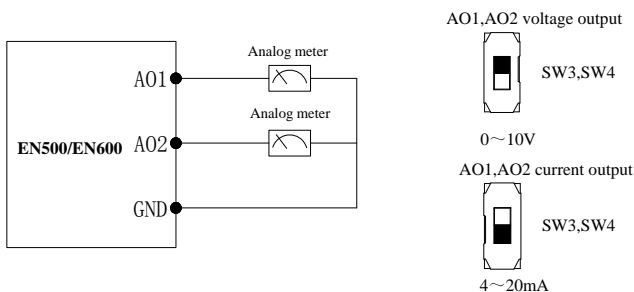 AO1,AO2 voltage output
Analog meter
AO1
SW3,SW4
Analog meter
EN500/EN600
AO2
0～10V
AO1,AO2 current output
GND
SW3,SW4
4～20mA